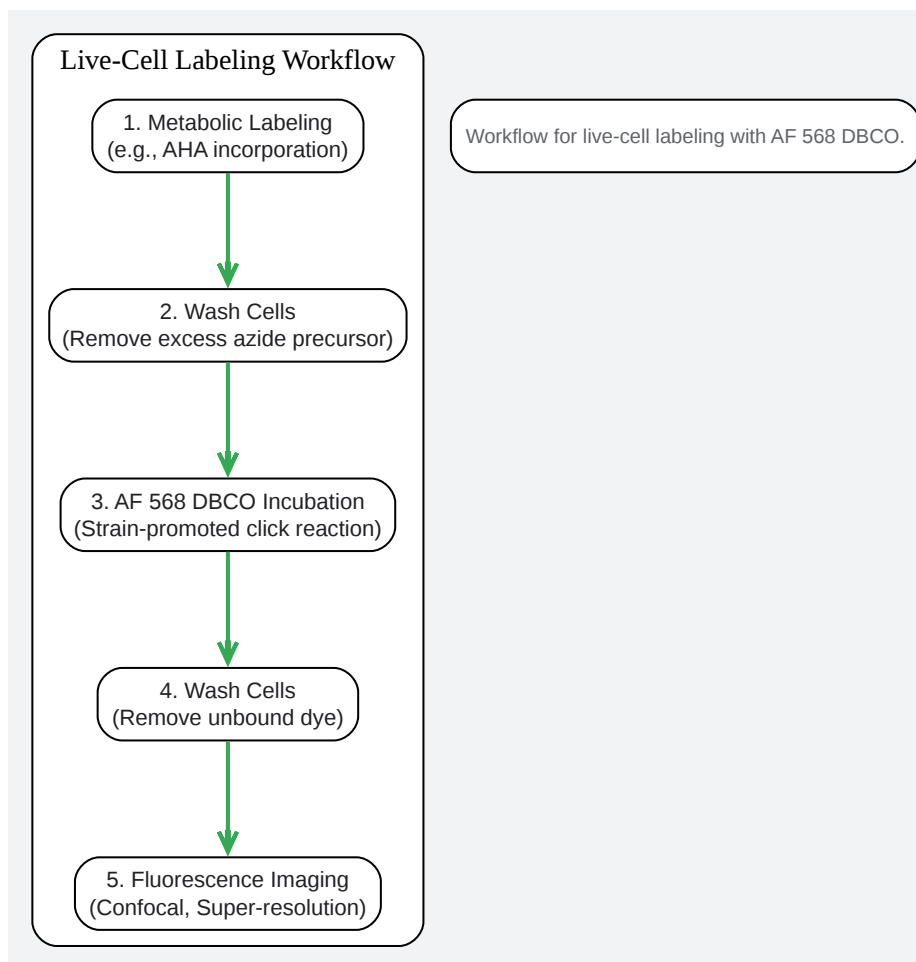 Live-Cell Labeling Workflow
1. Metabolic Labeling
(e.g., AHA incorporation)
Workflow for live-cell labeling with AF 568 DBCO.
2. Wash Cells
(Remove excess azide precursor)
3. AF 568 DBCO Incubation
(Strain-promoted click reaction)
4. Wash Cells
(Remove unbound dye)
5. Fluorescence Imaging
(Confocal, Super-resolution)